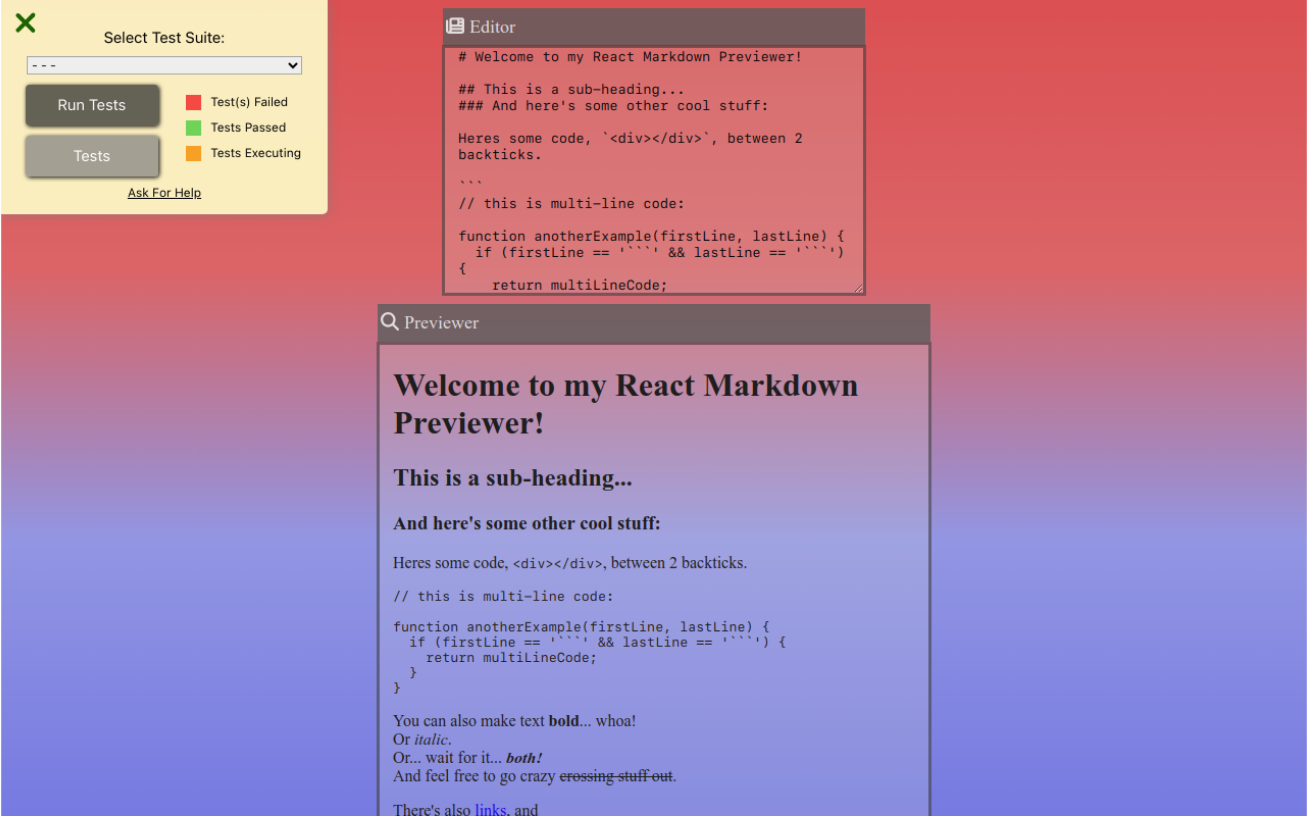 Select Test Suite:
- - -
Run Tests
Test(s) Failed
Tests Passed
Tests
Tests Executing
Ask For Help
Editor
# Welcome to my React Markdown Previewer!
## This is a sub-heading...
### And here's some other cool stuff:
Heres some code, `<div></div>`, between 2
backticks.
```
// this is multi-line code:
function anotherExample(firstLine, lastLine) {
  if (firstLine == '```' && lastLine == '```')
{
    return multiLineCode;
Previewer
Welcome to my React Markdown
Previewer!
This is a sub-heading...
And here's some other cool stuff:
Heres some code, <div></div>, between 2 backticks.
// this is multi-line code:
function anotherExample(firstLine, lastLine) {
  if (firstLine == '```' && lastLine == '```') {
    return multiLineCode;
  }
}
You can also make text bold... whoa!
Or italic.
Or... wait for it... both!
And feel free to go crazy crossing stuff out.
There's also links, and